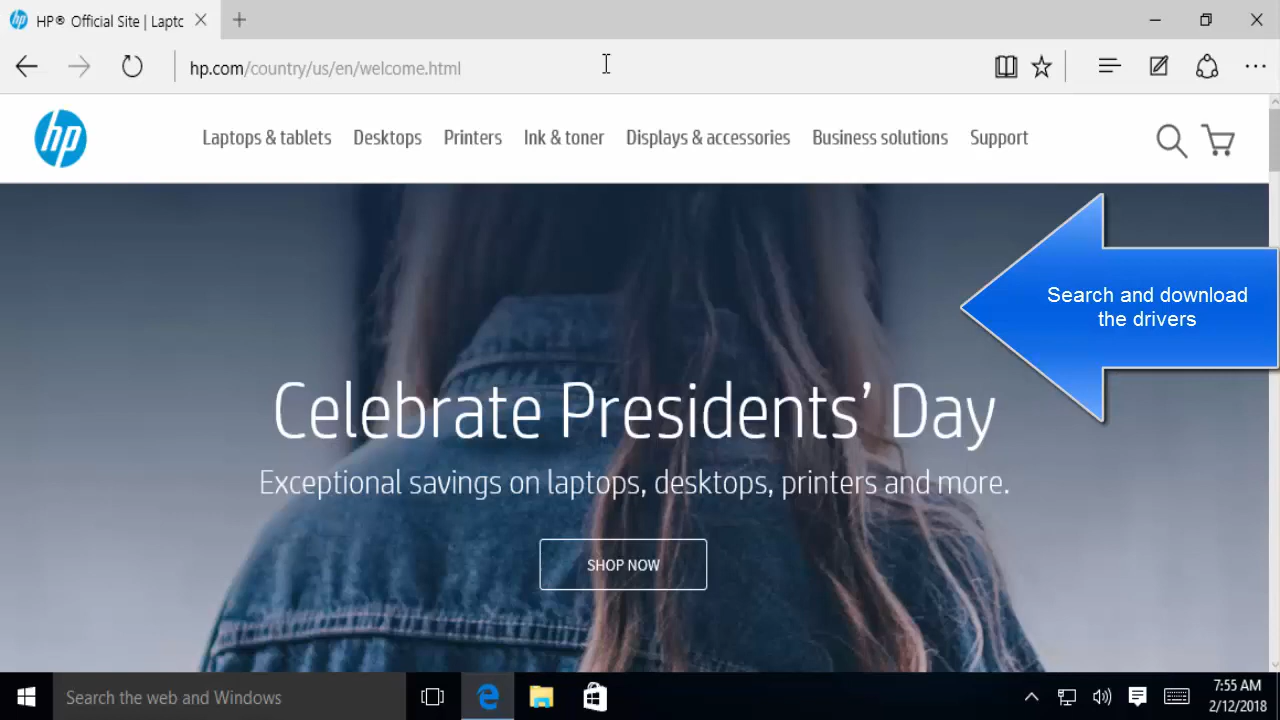 HP® Official Site | Laptc
hp.com/country/us/en/welcome.html
hp
Laptops & tablets
Desktops
Printers
Ink & toner
Displays & accessories
Business solutions
Support
Search and download
the drivers
Celebrate Presidents’ Day
Exceptional savings on laptops, desktops, printers and more.
SHOP NOW
Search the web and Windows
7:55 AM
2/12/2018